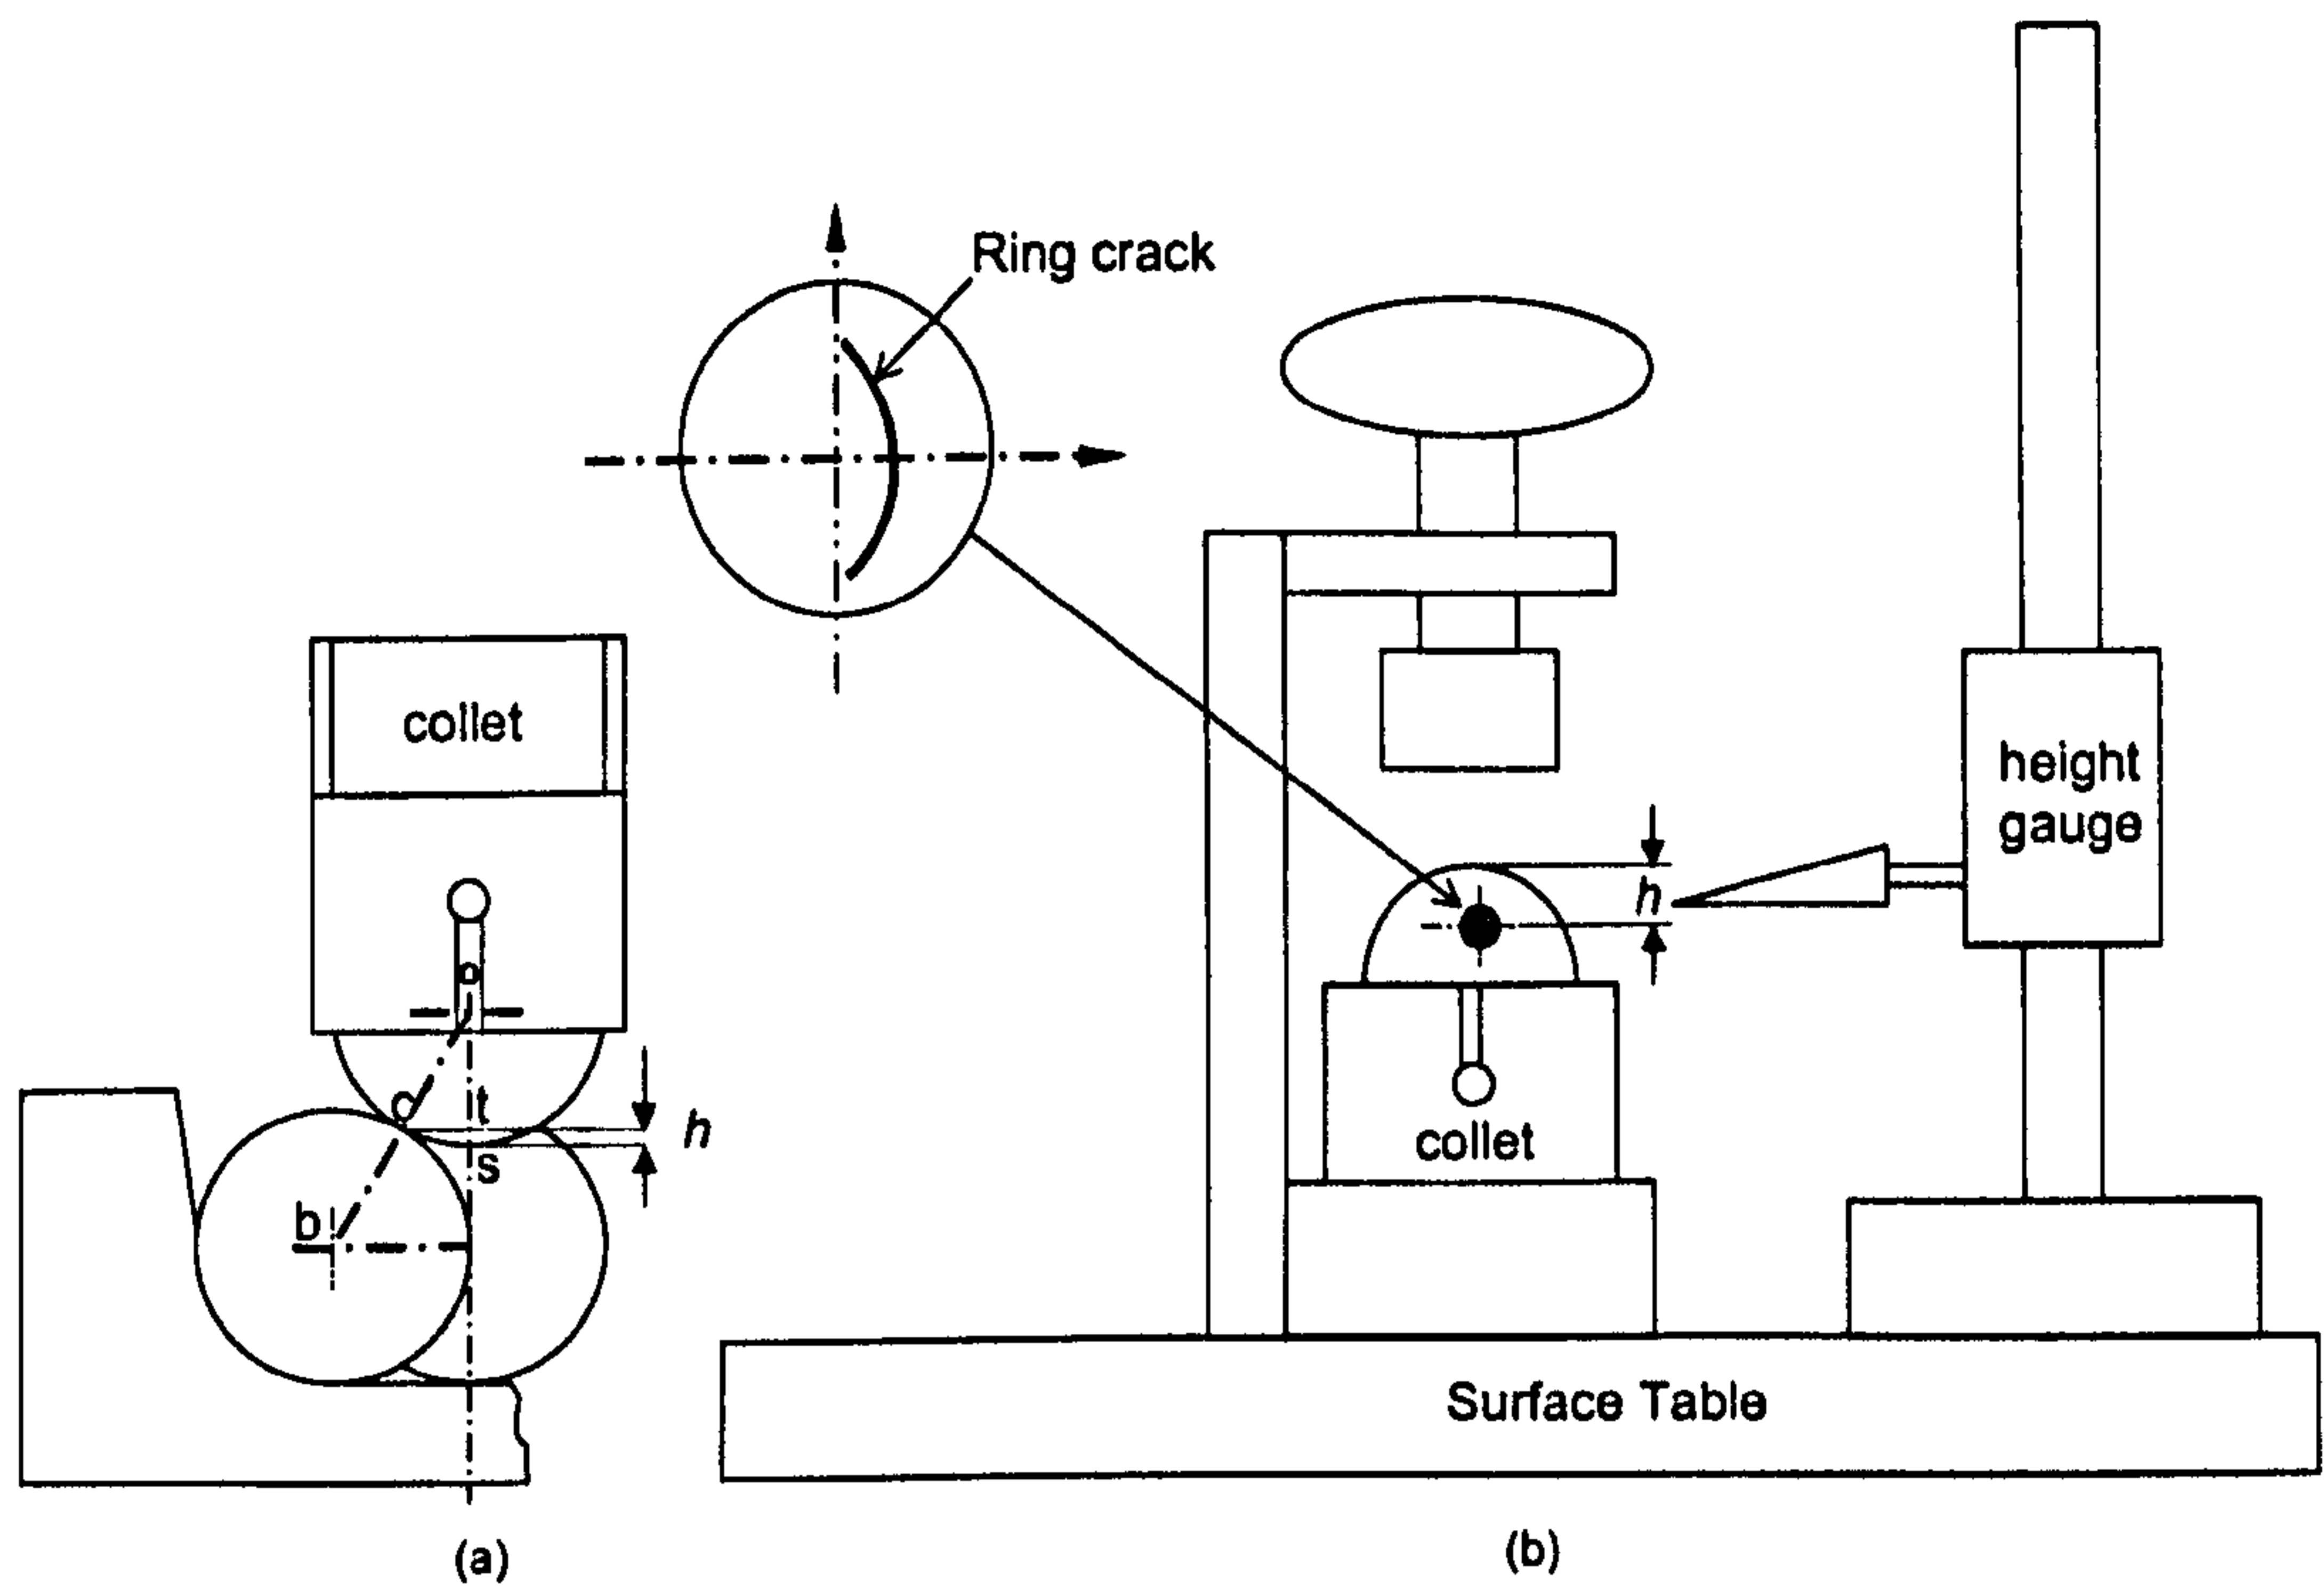 Ring crack
collet
o
c
t
h
s
b
height
gauge
h
collet
Surface Table
(a)
(b)